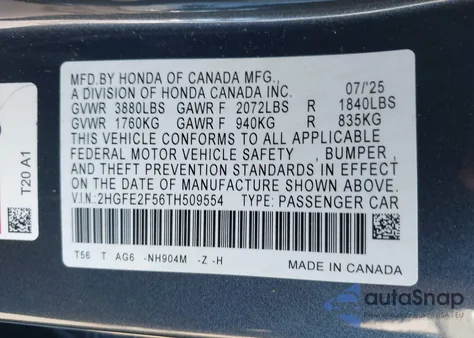 MFD.BY HONDA OF CANADA MFG.,
A DIVISION OF HONDA CANADA INC. 07/'25
GVWR 3880LBS GAWR F 2072LBS R 1840LBS
GVWR 1760KG GAWR F 940KG R 835KG
THIS VEHICLE CONFORMS TO ALL APPLICABLE
FEDERAL MOTOR VEHICLE SAFETY , BUMPER,
AND THEFT PREVENTION STANDARDS IN EFFECT
ON THE DATE OF MANUFACTURE SHOWN ABOVE.
V.I.N.:2HGFE2F56TH509554 TYPE: PASSENGER CAR
T56 T AG6 -NH904M -Z -H
MADE IN CANADA
T20 A1
autoSnap